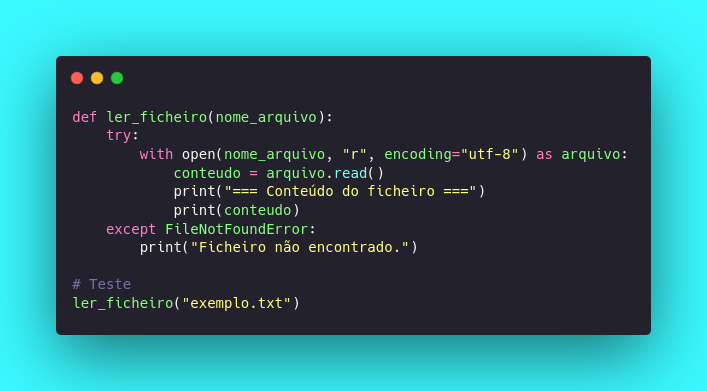 def ler_ficheiro(nome_arquivo):
    try:
        with open(nome_arquivo, "r", encoding="utf-8") as arquivo:
            conteudo = arquivo.read()
            print("=== Conteúdo do ficheiro ===")
            print(conteudo)
    except FileNotFoundError:
        print("Ficheiro não encontrado.")

# Teste
ler_ficheiro("exemplo.txt")